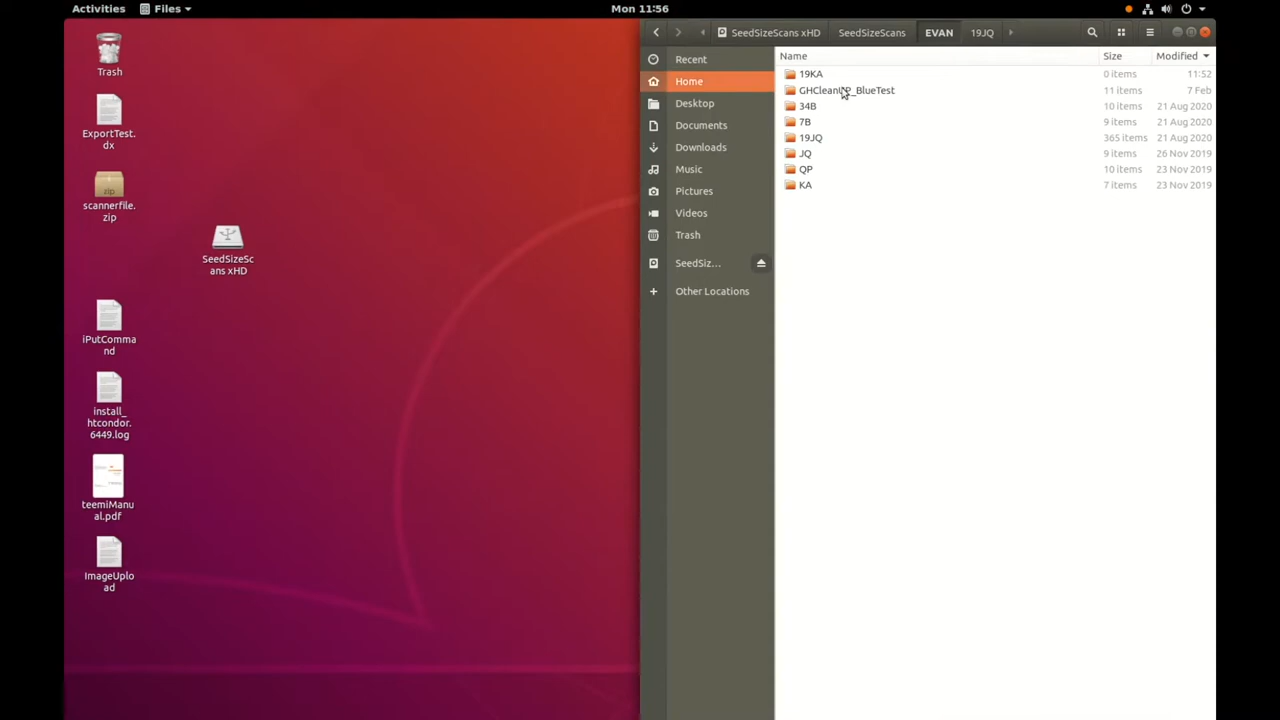 Activities Files Mon 11:56
SeedSizeScans xHD SeedSizeScans EVAN 19JQ
Trash
ExportTest.
dx
zip
scannerfile.
zip
SeedSizeSc
ans xHD
iPutComma
nd
install_
htcondor.
6449.log
teemiManu
al.pdf
ImageUplo
ad
Recent
Home
Desktop
Documents
Downloads
Music
Pictures
Videos
Trash
SeedSiz...
Other Locations
Name Size Modified
19KA 0 items 11:52
GHCleanUP_BlueTest 11 items 7 Feb
34B 10 items 21 Aug 2020
7B 9 items 21 Aug 2020
19JQ 365 items 21 Aug 2020
JQ 9 items 26 Nov 2019
QP 10 items 23 Nov 2019
KA 7 items 23 Nov 2019